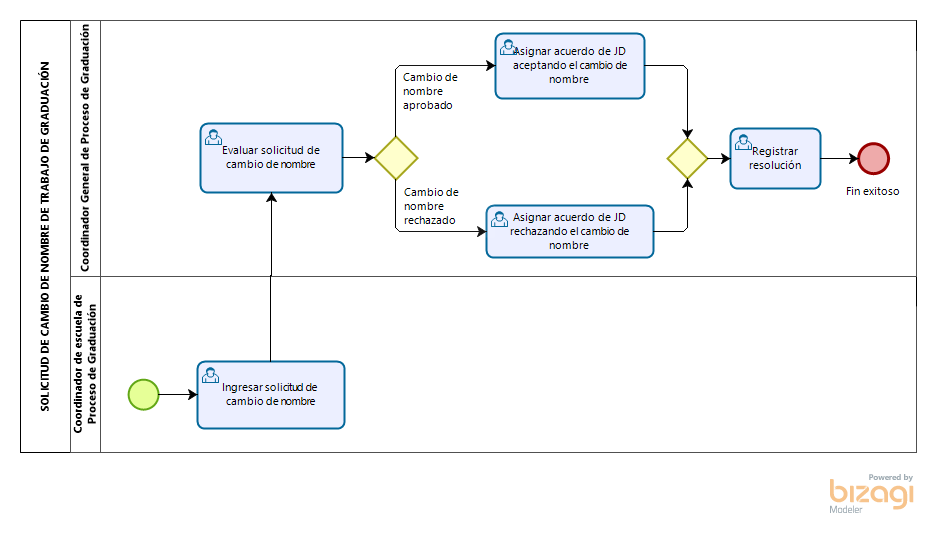 SOLICITUD DE CAMBIO DE NOMBRE DE TRABAJO DE GRADUACIÓN
Coordinador General de Proceso de Graduación
Asignar acuerdo de JD
aceptando el cambio de
nombre
Cambio de
nombre
aprobado
Evaluar solicitud de
cambio de nombre
Registrar
resolución
Fin exitoso
Cambio de
nombre
rechazado
Asignar acuerdo de JD
rechazando el cambio de
nombre
Coordinador de escuela de
Proceso de Graduación
Ingresar solicitud de
cambio de nombre
Powered by
bizagi
Modeler